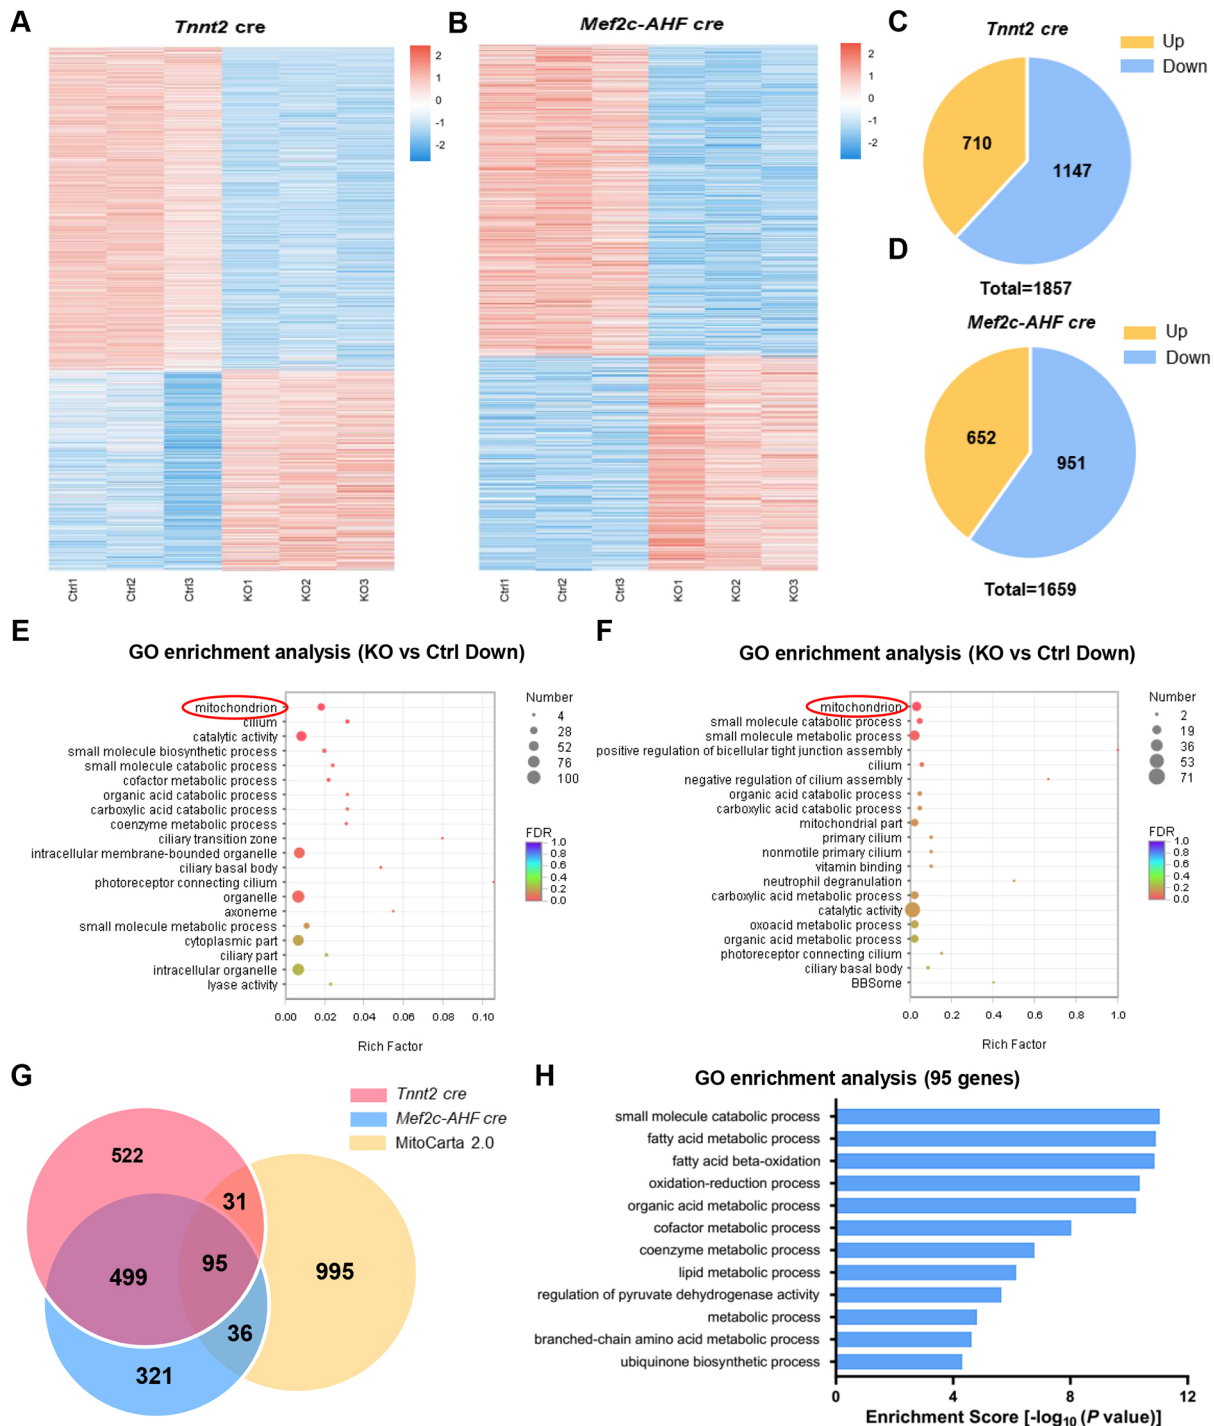 A
Tnnt2 cre
2
1
0
-1
-2
Ctrl1
Ctrl2
Ctrl3
KO1
KO2
KO3
B
Mef2c-AHF cre
2
1
0
-1
-2
Ctrl1
Ctrl2
Ctrl3
KO1
KO2
KO3
C
Tnnt2 cre
Up
Down
710
1147
Total=1857
D
Mef2c-AHF cre
Up
Down
652
951
Total=1659
E
GO enrichment analysis (KO vs Ctrl Down)
mitochondrion
cilium
catalytic activity
small molecule biosynthetic process
small molecule catabolic process
cofactor metabolic process
organic acid catabolic process
carboxylic acid catabolic process
coenzyme metabolic process
ciliary transition zone
intracellular membrane-bounded organelle
ciliary basal body
photoreceptor connecting cilium
organelle
axoneme
small molecule metabolic process
cytoplasmic part
ciliary part
intracellular organelle
lyase activity
0.00 0.02 0.04 0.06 0.08 0.10
Rich Factor
Number
4
28
52
76
100
FDR
1.0
0.8
0.6
0.4
0.2
0.0
F
GO enrichment analysis (KO vs Ctrl Down)
mitochondrion
small molecule catabolic process
small molecule metabolic process
positive regulation of bicellular tight junction assembly
cilium
negative regulation of cilium assembly
organic acid catabolic process
carboxylic acid catabolic process
mitochondrial part
primary cilium
nonmotile primary cilium
vitamin binding
neutrophil degranulation
carboxylic acid metabolic process
catalytic activity
oxoacid metabolic process
organic acid metabolic process
photoreceptor connecting cilium
ciliary basal body
BBSome
0.0 0.2 0.4 0.6 0.8 1.0
Rich Factor
Number
2
19
36
53
71
FDR
1.0
0.8
0.6
0.4
0.2
0.0
G
Tnnt2 cre
Mef2c-AHF cre
MitoCarta 2.0
522
31
499
95
995
36
321
H
GO enrichment analysis (95 genes)
small molecule catabolic process
fatty acid metabolic process
fatty acid beta-oxidation
oxidation-reduction process
organic acid metabolic process
cofactor metabolic process
coenzyme metabolic process
lipid metabolic process
regulation of pyruvate dehydrogenase activity
metabolic process
branched-chain amino acid metabolic process
ubiquinone biosynthetic process
0 4 8 12
Enrichment Score [-log10 (P value)]